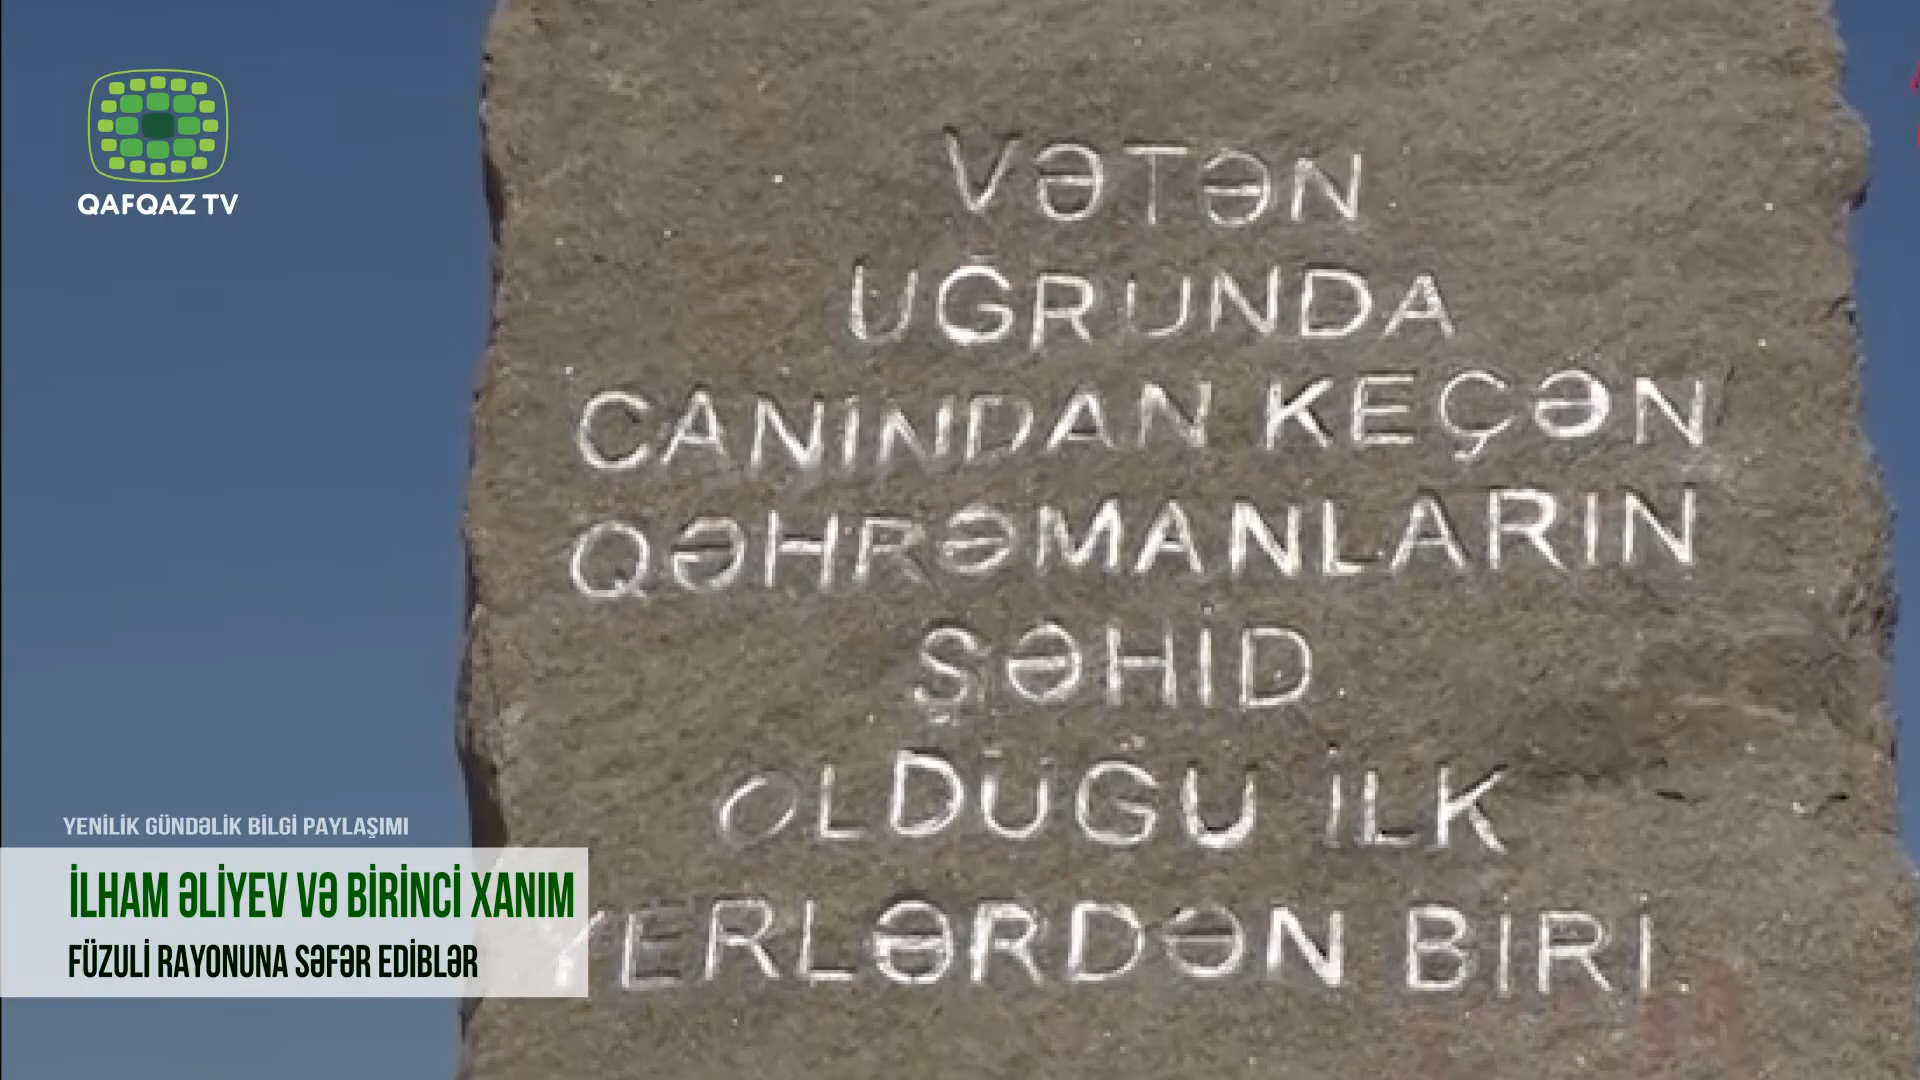 QAFQAZ TV
VƏTƏN
UĞRUNDA
CANINDAN KEÇƏN
QƏHRƏMANLARIN
ŞƏHİD
OLDUĞU İLK
YERLƏRDƏN BİRİ.
YENİLİK GÜNDƏLİK BİLGİ PAYLAŞIMI
İLHAM ƏLİYEV VƏ BİRİNCİ XANIM
FÜZULİ RAYONUNA SƏFƏR EDİBLƏR